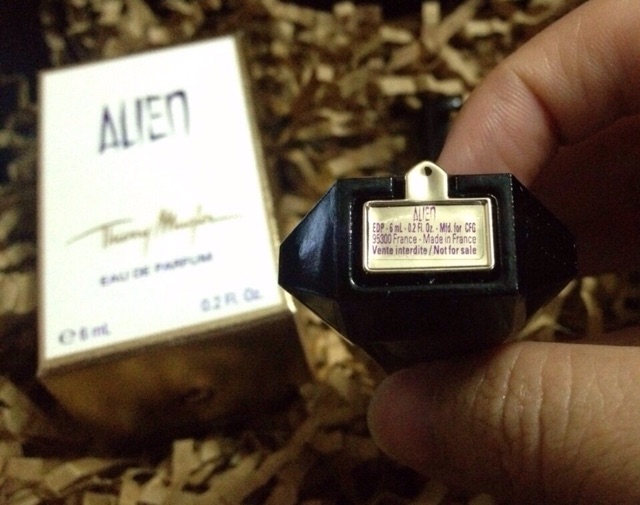 ALIEN
Thierry Mugler
EAU DE PARFUM
℮ 6 mL
0.2 Fl. Oz.
ALIEN
EDP - 6 mL - 0.2 Fl. Oz. - Mfd. for CFG
95300 France - Made in France
Vente interdite / Not for sale